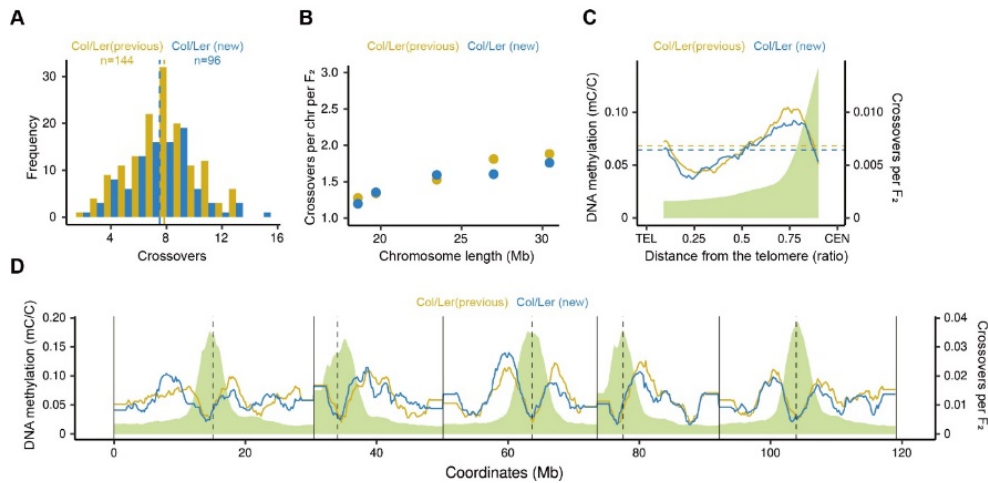 A
Col/Ler(previous) Col/Ler (new)
n=144 n=96
Frequency
30
20
10
0
4 8 12 16
Crossovers
B
Col/Ler(previous) Col/Ler (new)
Crossovers per chr per F₂
3.0
2.5
2.0
1.5
1.0
20 25 30
Chromosome length (Mb)
C
Col/Ler(previous) Col/Ler (new)
DNA methylation (mC/C)
0.10
0.05
0
0.010
0.005
0
Crossovers per F₂
TEL 0.25 0.5 0.75 CEN
Distance from the telomere (ratio)
D
Col/Ler(previous) Col/Ler (new)
DNA methylation (mC/C)
0.20
0.15
0.10
0.05
0
0.04
0.03
0.02
0.01
0
Crossovers per F₂
0 20 40 60 80 100 120
Coordinates (Mb)